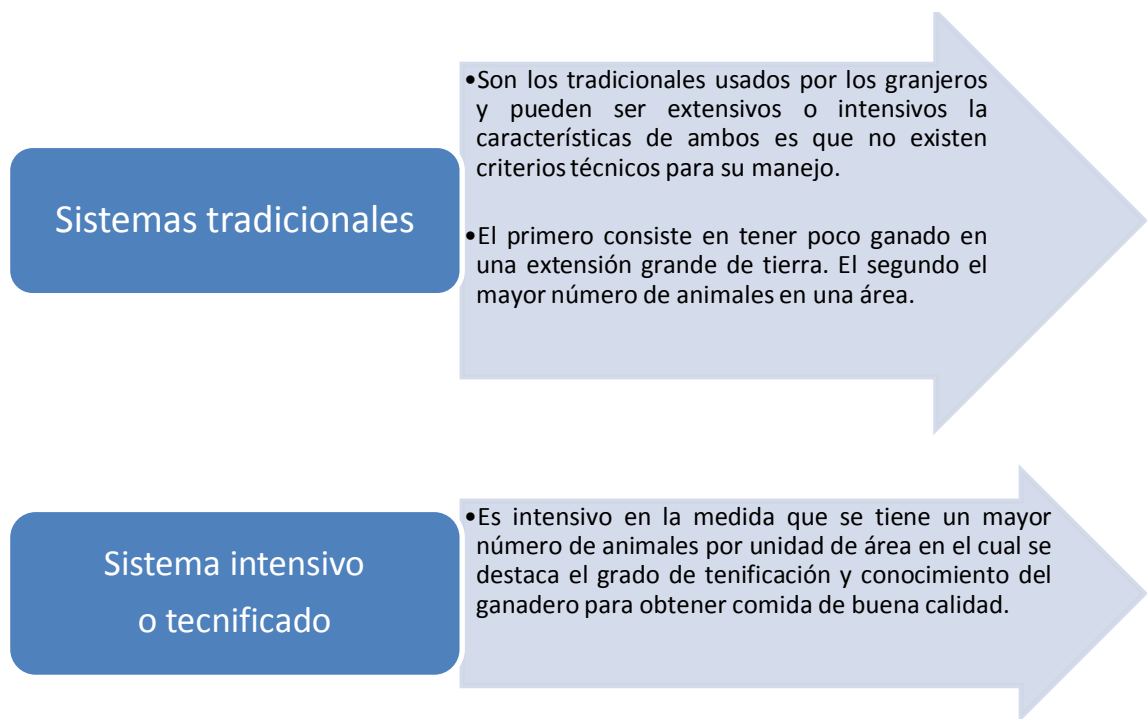 Sistemas tradicionales
•Son los tradicionales usados por los granjeros
y pueden ser extensivos o intensivos la
características de ambos es que no existen
criterios técnicos para su manejo.
•El primero consiste en tener poco ganado en
una extensión grande de tierra. El segundo el
mayor número de animales en una área.
Sistema intensivo
o tecnificado
•Es intensivo en la medida que se tiene un mayor
número de animales por unidad de área en el cual se
destaca el grado de tenificación y conocimiento del
ganadero para obtener comida de buena calidad.